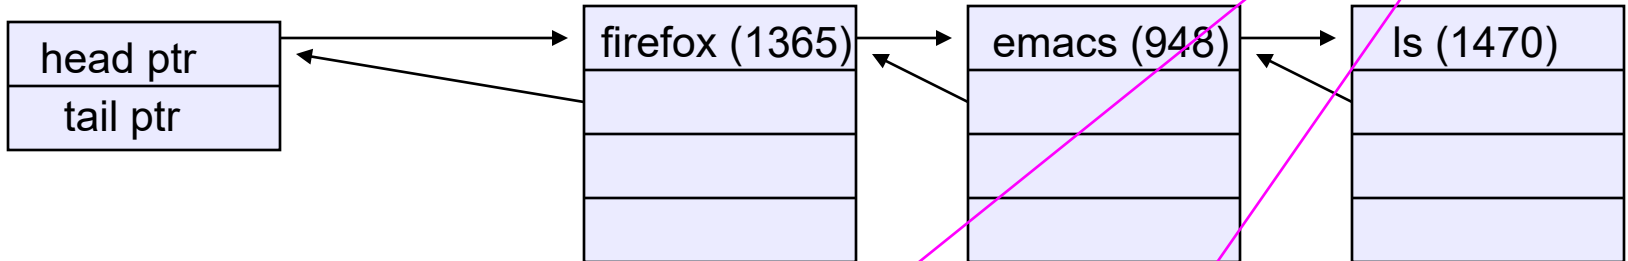 head ptr
tail ptr
firefox (1365)
emacs (948)
ls (1470)